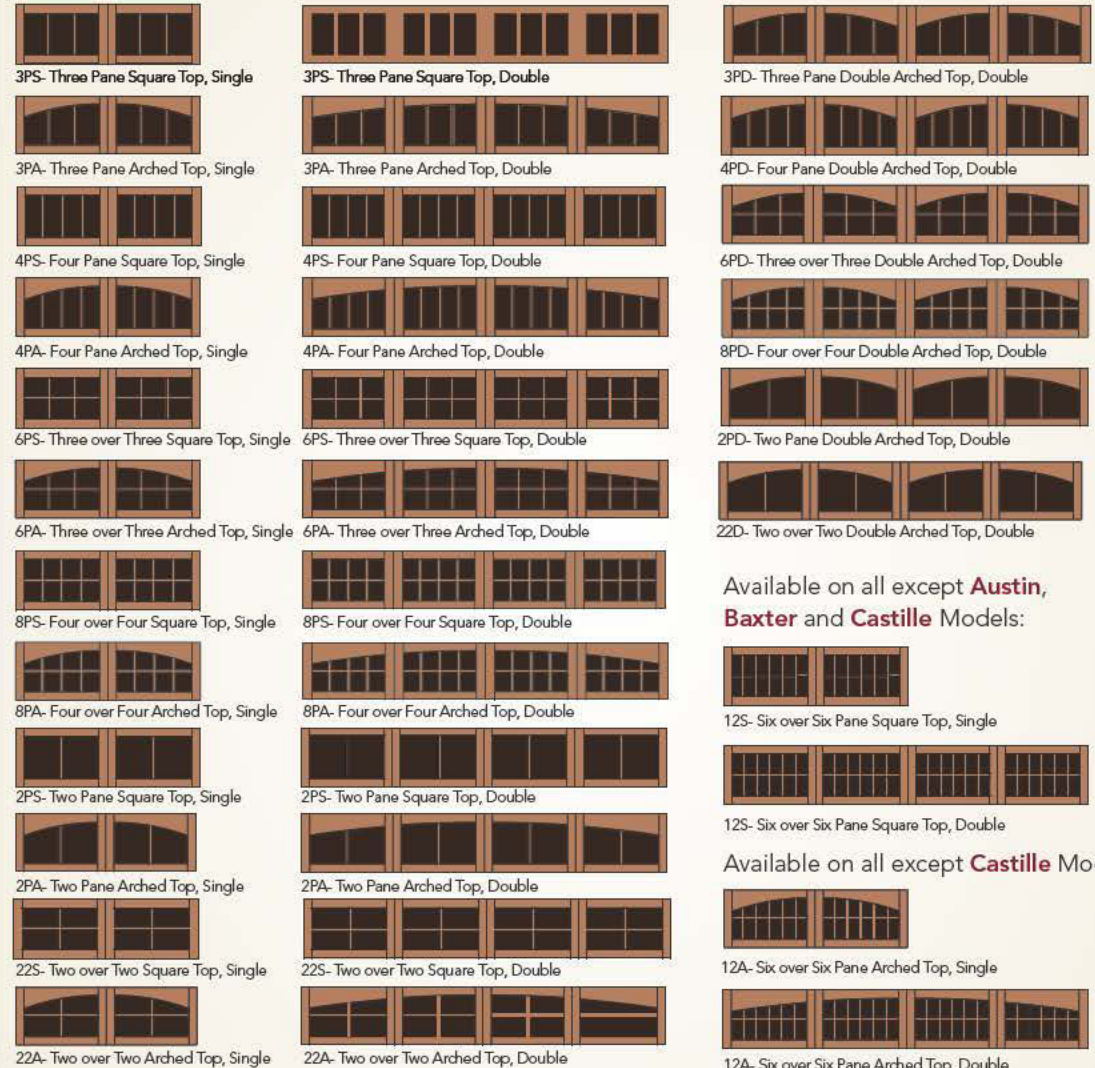 3PS- Three Pane Square Top, Single
3PA- Three Pane Arched Top, Single
4PS- Four Pane Square Top, Single
4PA- Four Pane Arched Top, Single
6PS- Three over Three Square Top, Single
6PA- Three over Three Arched Top, Single
8PS- Four over Four Square Top, Single
8PA- Four over Four Arched Top, Single
2PS- Two Pane Square Top, Single
2PA- Two Pane Arched Top, Single
22S- Two over Two Square Top, Single
22A- Two over Two Arched Top, Single
3PS- Three Pane Square Top, Double
3PA- Three Pane Arched Top, Double
4PS- Four Pane Square Top, Double
4PA- Four Pane Arched Top, Double
6PS- Three over Three Square Top, Double
6PA- Three over Three Arched Top, Double
8PS- Four over Four Square Top, Double
8PA- Four over Four Arched Top, Double
2PS- Two Pane Square Top, Double
2PA- Two Pane Arched Top, Double
22S- Two over Two Square Top, Double
22A- Two over Two Arched Top, Double
3PD- Three Pane Double Arched Top, Double
4PD- Four Pane Double Arched Top, Double
6PD- Three over Three Double Arched Top, Double
8PD- Four over Four Double Arched Top, Double
2PD- Two Pane Double Arched Top, Double
22D- Two over Two Double Arched Top, Double
Available on all except Austin,
Baxter and Castille Models:
12S- Six over Six Pane Square Top, Single
12S- Six over Six Pane Square Top, Double
Available on all except Castille Mo
12A- Six over Six Pane Arched Top, Single
12A- Six over Six Pane Arched Top, Double